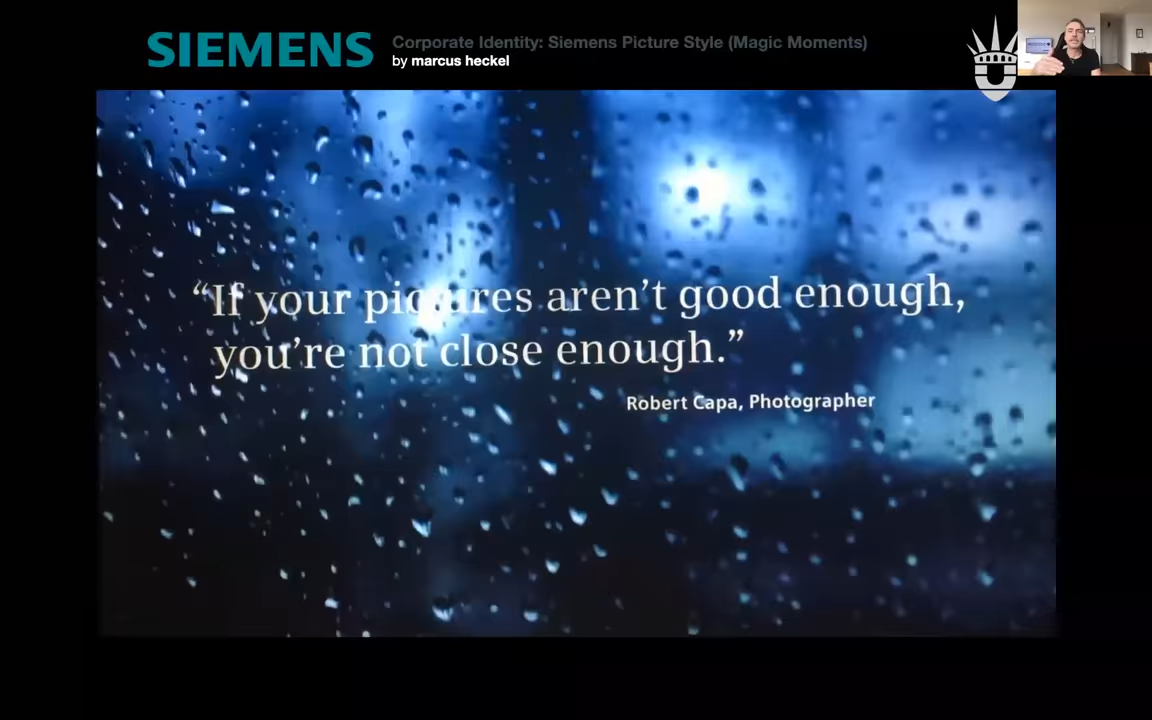 SIEMENS
Corporate Identity: Siemens Picture Style (Magic Moments)
by marcus heckel
“If your pictures aren’t good enough,
you’re not close enough.”
Robert Capa, Photographer